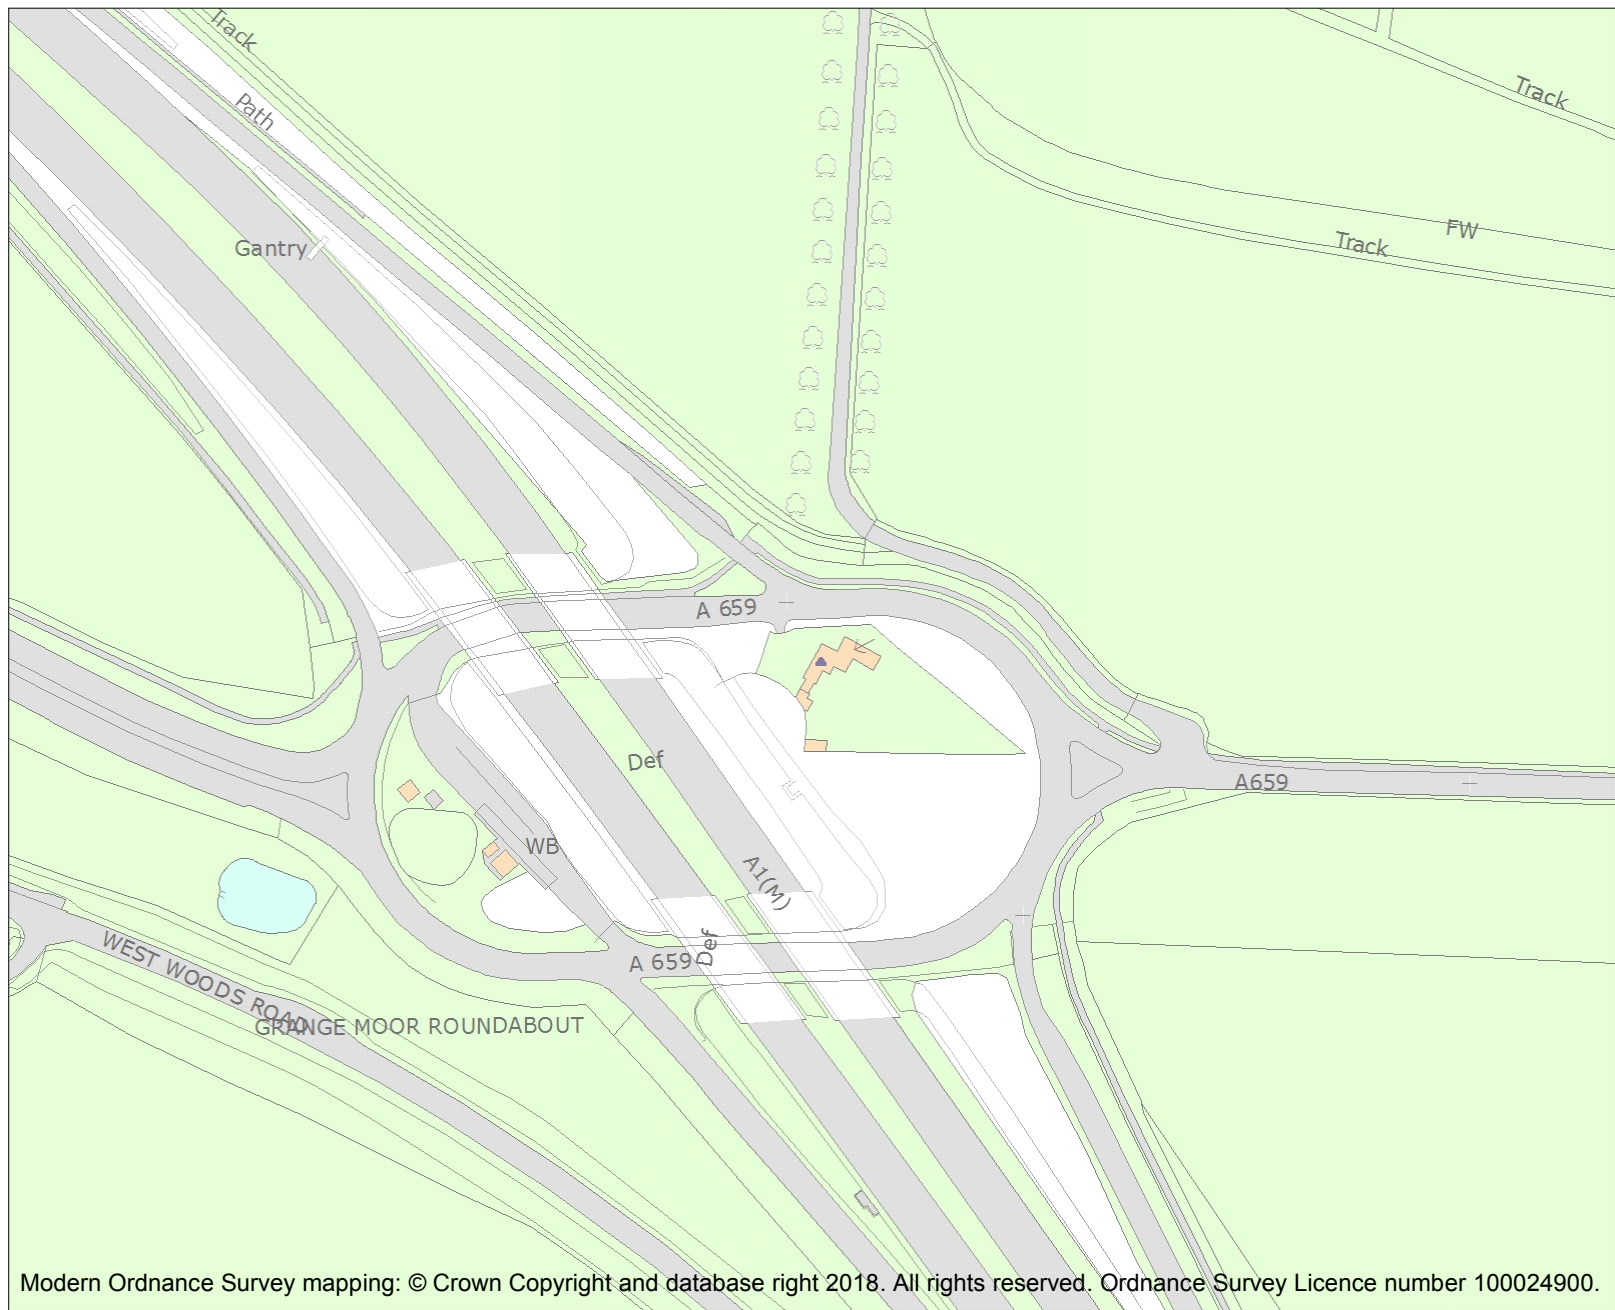 Track
Path
Track
Gantry
FW
Track
A 659
Def
A659
WB
A1(M)
Def
A 659
WEST WOODS ROAD
GRANGE MOOR ROUNDABOUT
Modern Ordnance Survey mapping: © Crown Copyright and database right 2018. All rights reserved. Ordnance Survey Licence number 100024900.